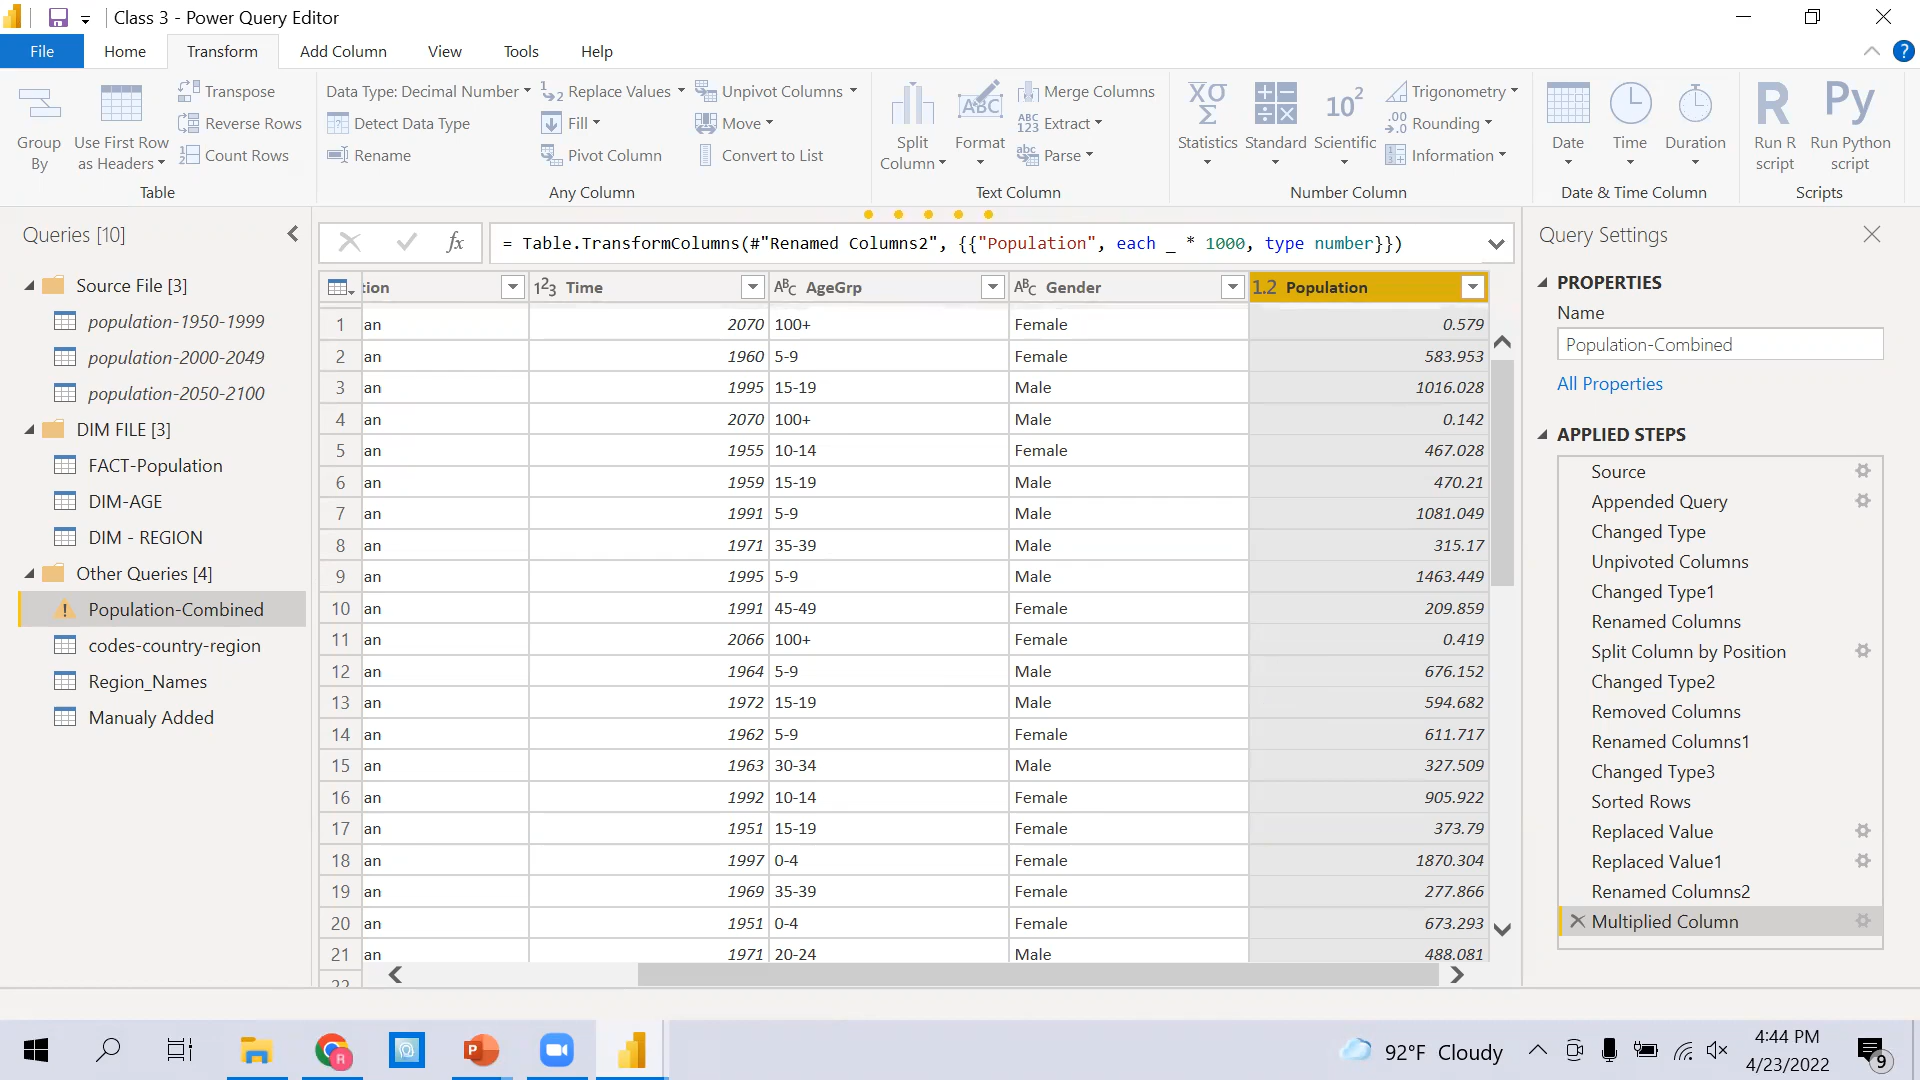 Class 3 - Power Query Editor
File Home Transform Add Column View Tools Help
Group By
Use First Row as Headers
Transpose
Reverse Rows
Count Rows
Table
Data Type: Decimal Number
Detect Data Type
Rename
Replace Values
Fill
Pivot Column
Unpivot Columns
Move
Convert to List
Any Column
Split Column
Format
Merge Columns
Extract
Parse
Text Column
Statistics
Standard
Scientific
Trigonometry
Rounding
Information
Number Column
Date
Time
Duration
Date & Time Column
Run R script
Run Python script
Scripts
Queries [10]
Source File [3]
population-1950-1999
population-2000-2049
population-2050-2100
DIM FILE [3]
FACT-Population
DIM-AGE
DIM - REGION
Other Queries [4]
Population-Combined
codes-country-region
Region_Names
Manualy Added
fx = Table.TransformColumns(#"Renamed Columns2", {{"Population", each _ * 1000, type number}})
tion 123 Time ABC AgeGrp ABC Gender 1.2 Population
1 an 2070 100+ Female 0.579
2 an 1960 5-9 Female 583.953
3 an 1995 15-19 Male 1016.028
4 an 2070 100+ Male 0.142
5 an 1955 10-14 Female 467.028
6 an 1959 15-19 Male 470.21
7 an 1991 5-9 Male 1081.049
8 an 1971 35-39 Male 315.17
9 an 1995 5-9 Male 1463.449
10 an 1991 45-49 Female 209.859
11 an 2066 100+ Female 0.419
12 an 1964 5-9 Male 676.152
13 an 1972 15-19 Male 594.682
14 an 1962 5-9 Female 611.717
15 an 1963 30-34 Male 327.509
16 an 1992 10-14 Female 905.922
17 an 1951 15-19 Female 373.79
18 an 1997 0-4 Female 1870.304
19 an 1969 35-39 Female 277.866
20 an 1951 0-4 Female 673.293
21 an 1971 20-24 Male 488.081
22
Query Settings
PROPERTIES
Name
Population-Combined
All Properties
APPLIED STEPS
Source
Appended Query
Changed Type
Unpivoted Columns
Changed Type1
Renamed Columns
Split Column by Position
Changed Type2
Removed Columns
Renamed Columns1
Changed Type3
Sorted Rows
Replaced Value
Replaced Value1
Renamed Columns2
Multiplied Column
92°F Cloudy
4:44 PM
4/23/2022
9